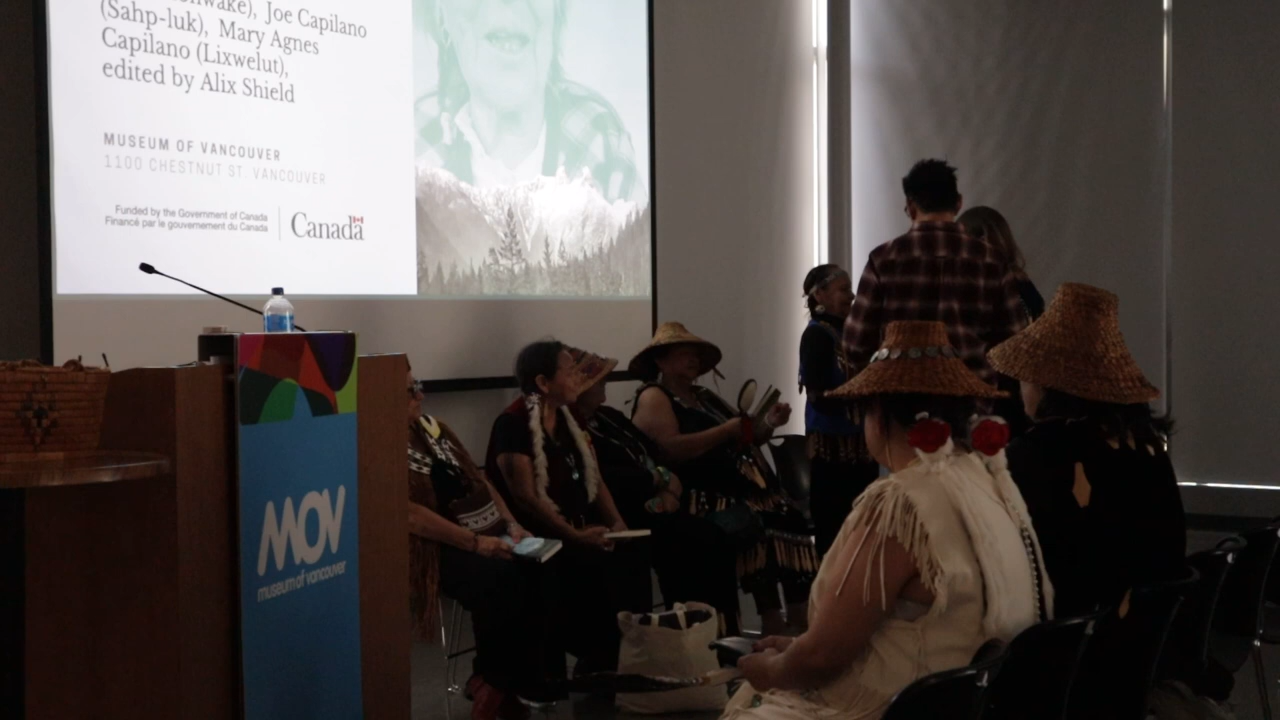 Joe Capilano
(Sahp-luk), Mary Agnes
Capilano (Lixwelut),
edited by Alix Shield
MUSEUM OF VANCOUVER
1100 CHESTNUT ST. VANCOUVER
Funded by the Government of Canada
Financé par le gouvernement du Canada
Canada
MOV
museum of vancouver